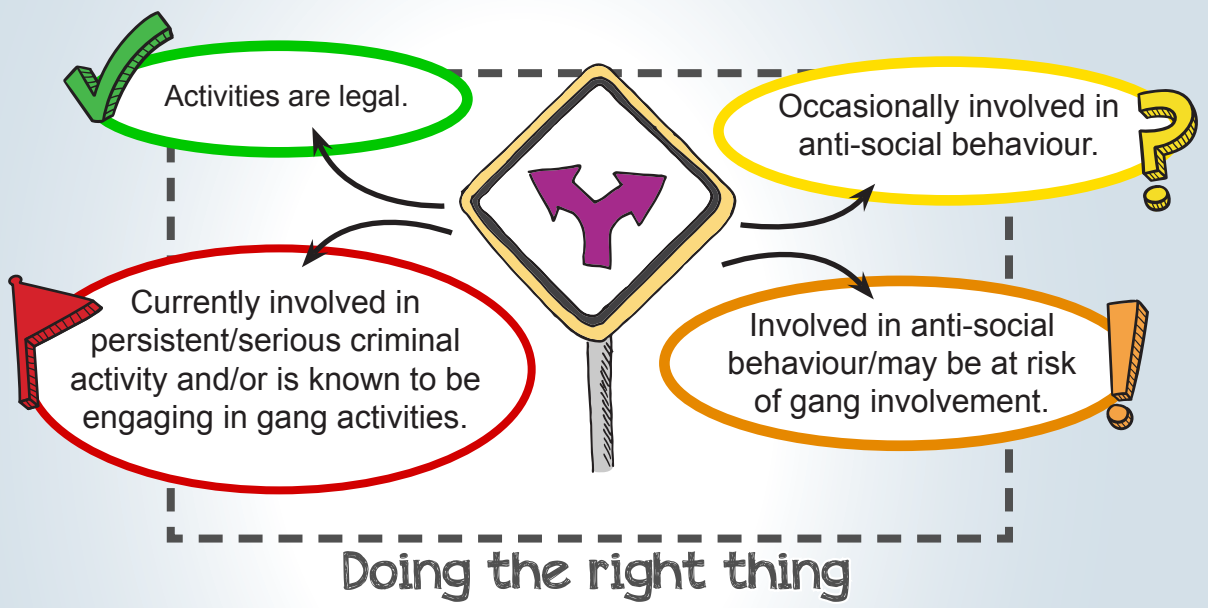 Activities are legal.
Occasionally involved in
anti-social behaviour.
Currently involved in
persistent/serious criminal
activity and/or is known to be
engaging in gang activities.
Involved in anti-social
behaviour/may be at risk
of gang involvement.
Doing the right thing